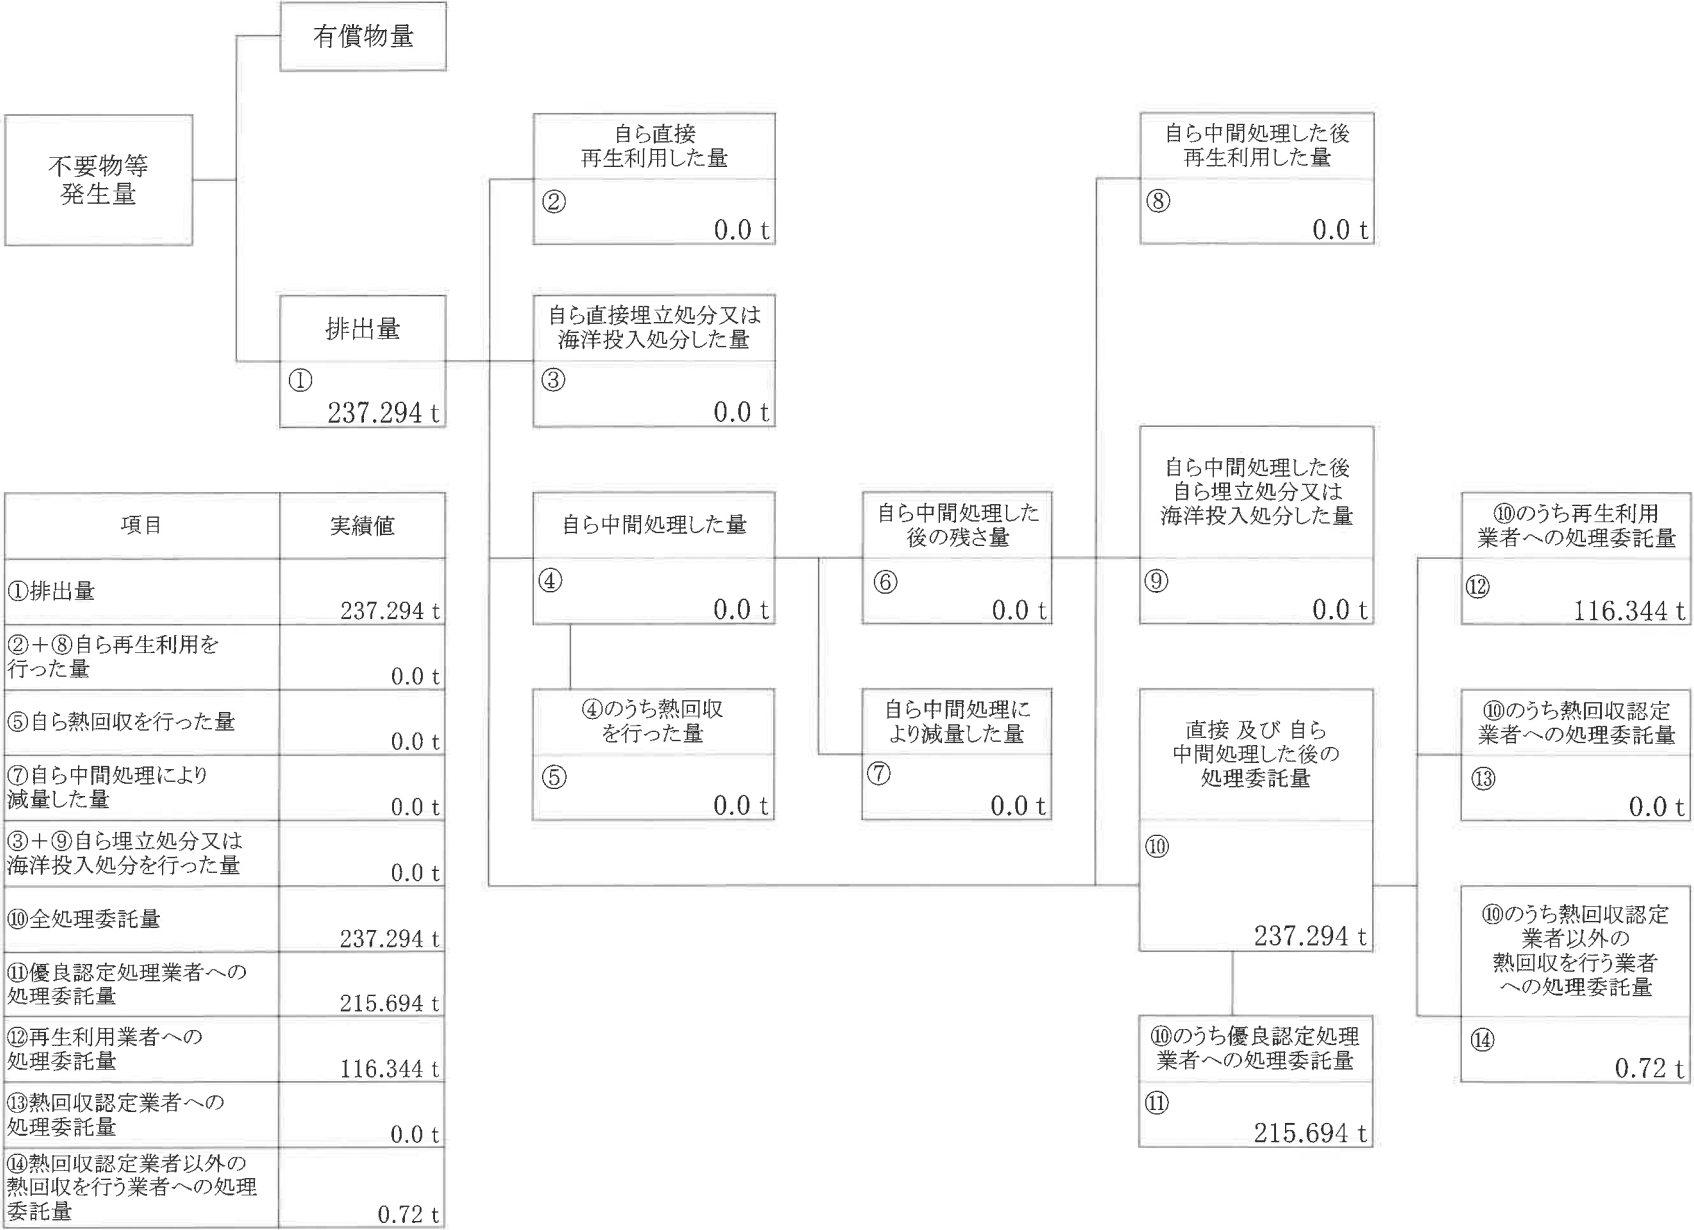 有償物量
不要物等
発生量
排出量
①
237.294 t
自ら直接
再生利用した量
②
0.0 t
自ら直接埋立処分又は
海洋投入処分した量
③
0.0 t
自ら中間処理した量
④
0.0 t
④のうち熱回収
を行った量
⑤
0.0 t
自ら中間処理した
後の残さ量
⑥
0.0 t
自ら中間処理に
より減量した量
⑦
0.0 t
自ら中間処理した後
再生利用した量
⑧
0.0 t
自ら中間処理した後
自ら埋立処分又は
海洋投入処分した量
⑨
0.0 t
直接 及び 自ら
中間処理した後の
処理委託量
⑩
237.294 t
⑩のうち優良認定処理
業者への処理委託量
⑪
215.694 t
⑩のうち再生利用
業者への処理委託量
⑫
116.344 t
⑩のうち熱回収認定
業者への処理委託量
⑬
0.0 t
⑩のうち熱回収認定
業者以外の
熱回収を行う業者
への処理委託量
⑭
0.72 t
項目 実績値
①排出量
237.294 t
②＋⑧自ら再生利用を
行った量
0.0 t
⑤自ら熱回収を行った量
0.0 t
⑦自ら中間処理により
減量した量
0.0 t
③＋⑨自ら埋立処分又は
海洋投入処分を行った量
0.0 t
⑩全処理委託量
237.294 t
⑪優良認定処理業者への
処理委託量
215.694 t
⑫再生利用業者への
処理委託量
116.344 t
⑬熱回収認定業者への
処理委託量
0.0 t
⑭熱回収認定業者以外の
熱回収を行う業者への処理
委託量
0.72 t